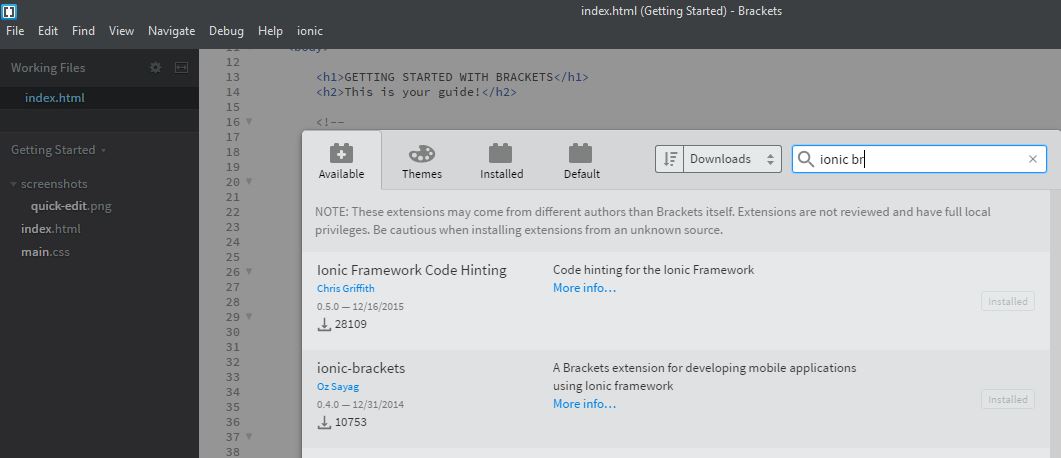 index.html (Getting Started) - Brackets
File Edit Find View Navigate Debug Help ionic
Working Files
index.html
Getting Started
screenshots
quick-edit.png
index.html
main.css
11 <body>
12
13 <h1>GETTING STARTED WITH BRACKETS</h1>
14 <h2>This is your guide!</h2>
15
16 <!--
17
18
19
20
21
22
23
24
25
26
27
28
29
30
31
32
33
34
35
36
37
38
Available Themes Installed Default Downloads ionic br
NOTE: These extensions may come from different authors than Brackets itself. Extensions are not reviewed and have full local
privileges. Be cautious when installing extensions from an unknown source.
Ionic Framework Code Hinting
Chris Griffith
0.5.0 — 12/16/2015
28109
Code hinting for the Ionic Framework
More info...
Installed
ionic-brackets
Oz Sayag
0.4.0 — 12/31/2014
10753
A Brackets extension for developing mobile applications
using Ionic framework
More info...
Installed